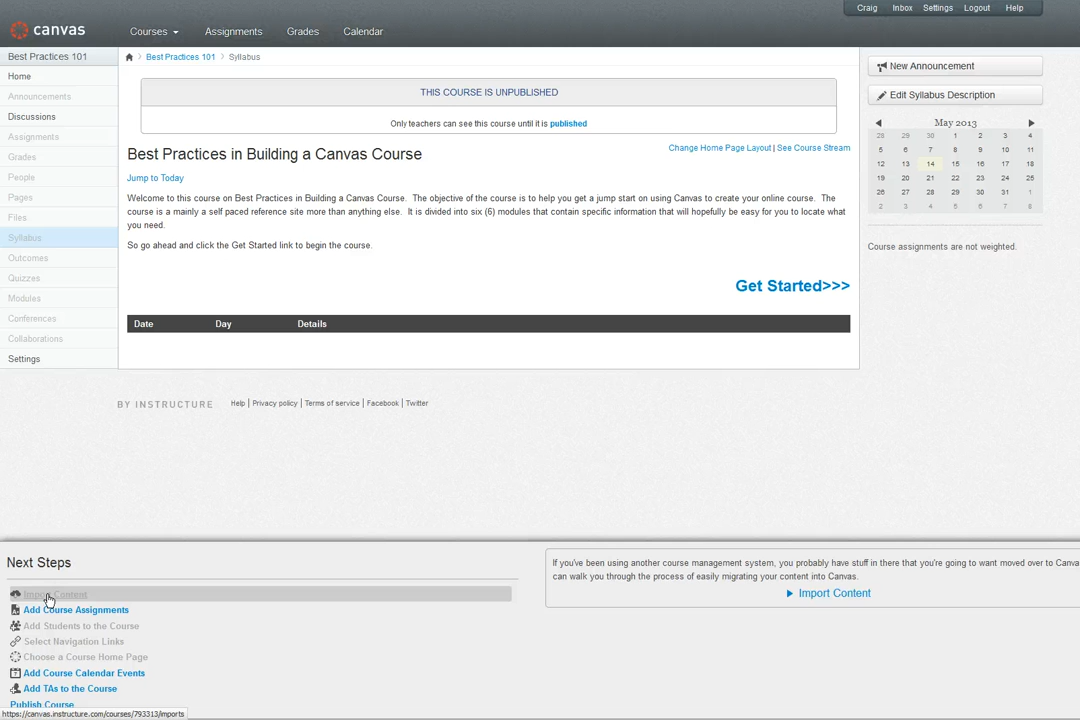 Craig Inbox Settings Logout Help
canvas
Courses Assignments Grades Calendar
Best Practices 101
Home
Announcements
Discussions
Assignments
Grades
People
Pages
Files
Syllabus
Outcomes
Quizzes
Modules
Conferences
Collaborations
Settings
Best Practices 101 Syllabus
THIS COURSE IS UNPUBLISHED
Only teachers can see this course until it is published
Best Practices in Building a Canvas Course
Change Home Page Layout | See Course Stream
Jump to Today
Welcome to this course on Best Practices in Building a Canvas Course. The objective of the course is to help you get a jump start on using Canvas to create your online course. The
course is a mainly a self paced reference site more than anything else. It is divided into six (6) modules that contain specific information that will hopefully be easy for you to locate what
you need.
So go ahead and click the Get Started link to begin the course.
Get Started>>>
Date Day Details
New Announcement
Edit Syllabus Description
May 2013
28 29 30 1 2 3 4
5 6 7 8 9 10 11
12 13 14 15 16 17 18
19 20 21 22 23 24 25
26 27 28 29 30 31 1
2 3 4 5 6 7 8
Course assignments are not weighted.
BY INSTRUCTURE Help | Privacy policy | Terms of service | Facebook | Twitter
Next Steps
Import Content
Add Course Assignments
Add Students to the Course
Select Navigation Links
Choose a Course Home Page
Add Course Calendar Events
Add TAs to the Course
Publish Course
If you've been using another course management system, you probably have stuff in there that you're going to want moved over to Canva
can walk you through the process of easily migrating your content into Canvas.
Import Content
https://canvas.instructure.com/courses/793313/imports